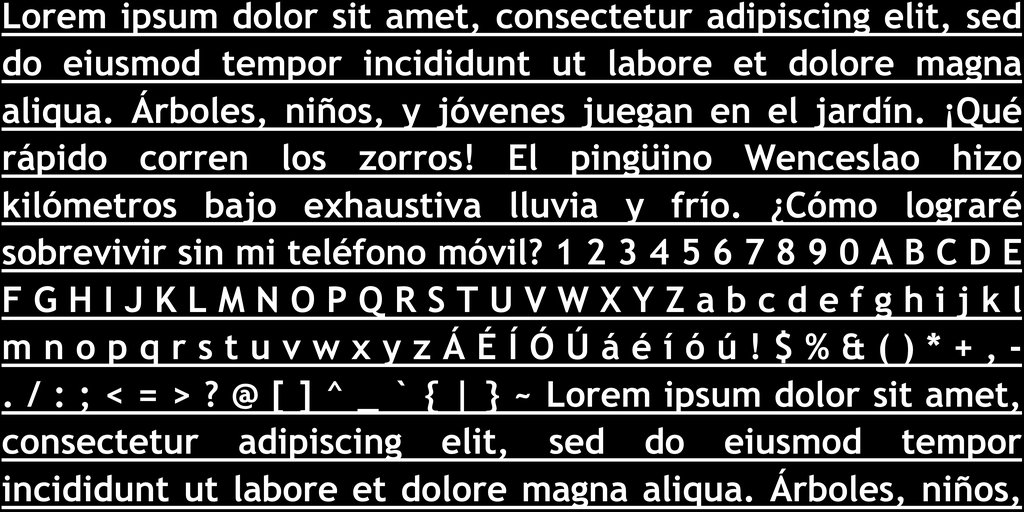 Lorem ipsum dolor sit amet, consectetur adipiscing elit, sed
do eiusmod tempor incididunt ut labore et dolore magna
aliqua. Árboles, niños, y jóvenes juegan en el jardín. ¡Qué
rápido corren los zorros! El pingüino Wenceslao hizo
kilómetros bajo exhaustiva lluvia y frío. ¿Cómo lograré
sobrevivir sin mi teléfono móvil? 1 2 3 4 5 6 7 8 9 0 A B C D E
F G H I J K L M N O P Q R S T U V W X Y Z a b c d e f g h i j k l
m n o p q r s t u v w x y z Á É Í Ó Ú á é í ó ú ! $ % & ( ) * + , -
. / : ; < = > ? @ [ ] ^ _ ` { | } ~ Lorem ipsum dolor sit amet,
consectetur adipiscing elit, sed do eiusmod tempor
incididunt ut labore et dolore magna aliqua. Árboles, niños,